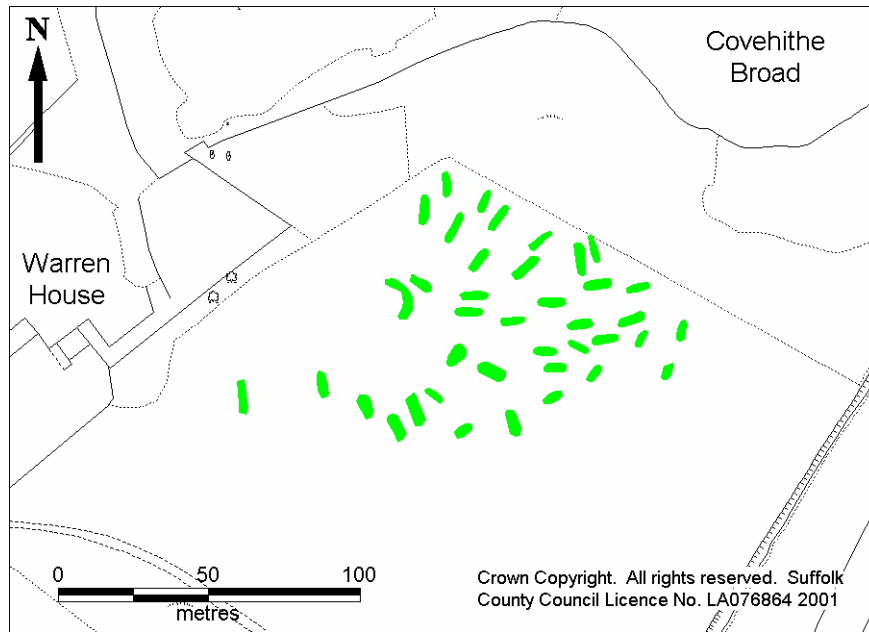 N
Covehithe
Broad
Warren
House
0 50 100
metres
Crown Copyright. All rights reserved. Suffolk
County Council Licence No. LA076864 2001